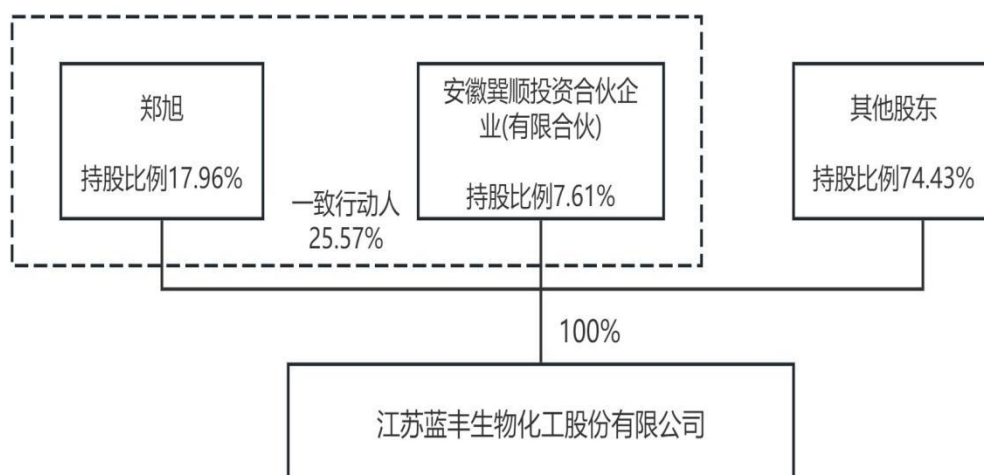 郑旭
持股比例17.96%
安徽巽顺投资合伙企
业(有限合伙)
持股比例7.61%
其他股东
持股比例74.43%
一致行动人
25.57%
100%
江苏蓝丰生物化工股份有限公司